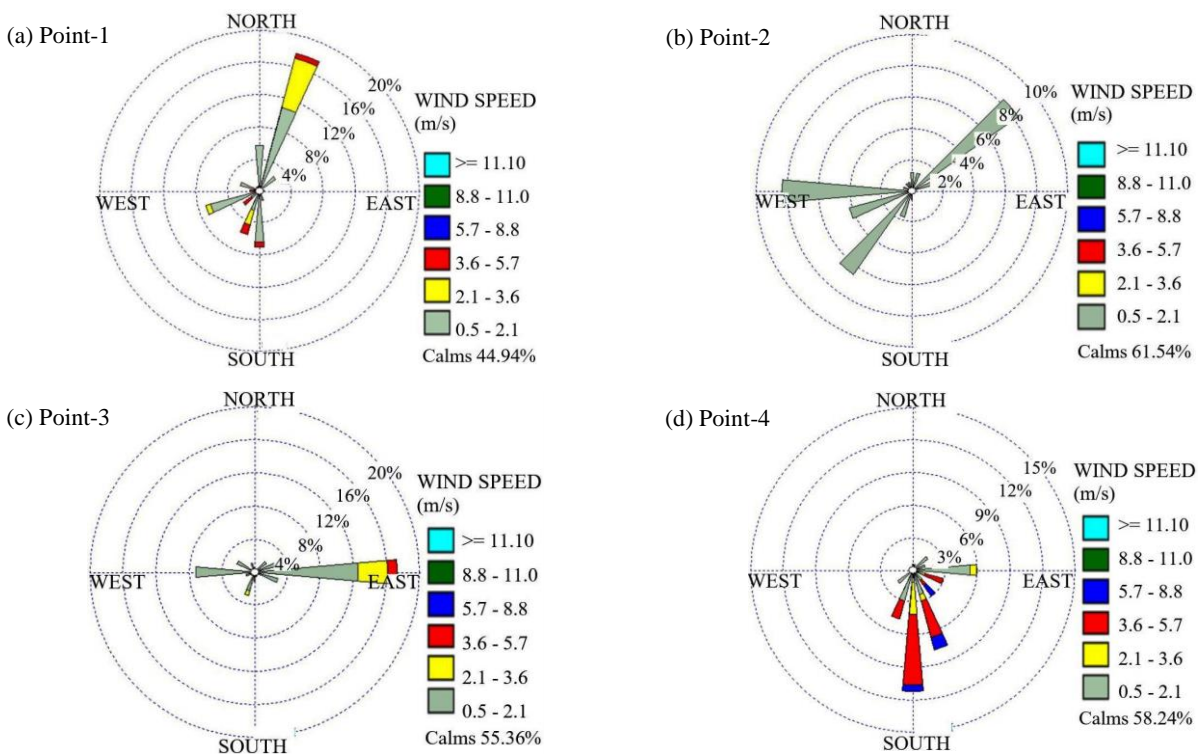 (a) Point-1
NORTH
20%
16%
12%
8%
4%
WEST
EAST
SOUTH
WIND SPEED
(m/s)
>= 11.10
8.8 - 11.0
5.7 - 8.8
3.6 - 5.7
2.1 - 3.6
0.5 - 2.1
Calms 44.94%
(b) Point-2
NORTH
10%
8%
6%
4%
2%
WEST
EAST
SOUTH
WIND SPEED
(m/s)
>= 11.10
8.8 - 11.0
5.7 - 8.8
3.6 - 5.7
2.1 - 3.6
0.5 - 2.1
Calms 61.54%
(c) Point-3
NORTH
20%
16%
12%
8%
4%
WEST
EAST
SOUTH
WIND SPEED
(m/s)
>= 11.10
8.8 - 11.0
5.7 - 8.8
3.6 - 5.7
2.1 - 3.6
0.5 - 2.1
Calms 55.36%
(d) Point-4
NORTH
15%
12%
9%
6%
3%
WEST
EAST
SOUTH
WIND SPEED
(m/s)
>= 11.10
8.8 - 11.0
5.7 - 8.8
3.6 - 5.7
2.1 - 3.6
0.5 - 2.1
Calms 58.24%